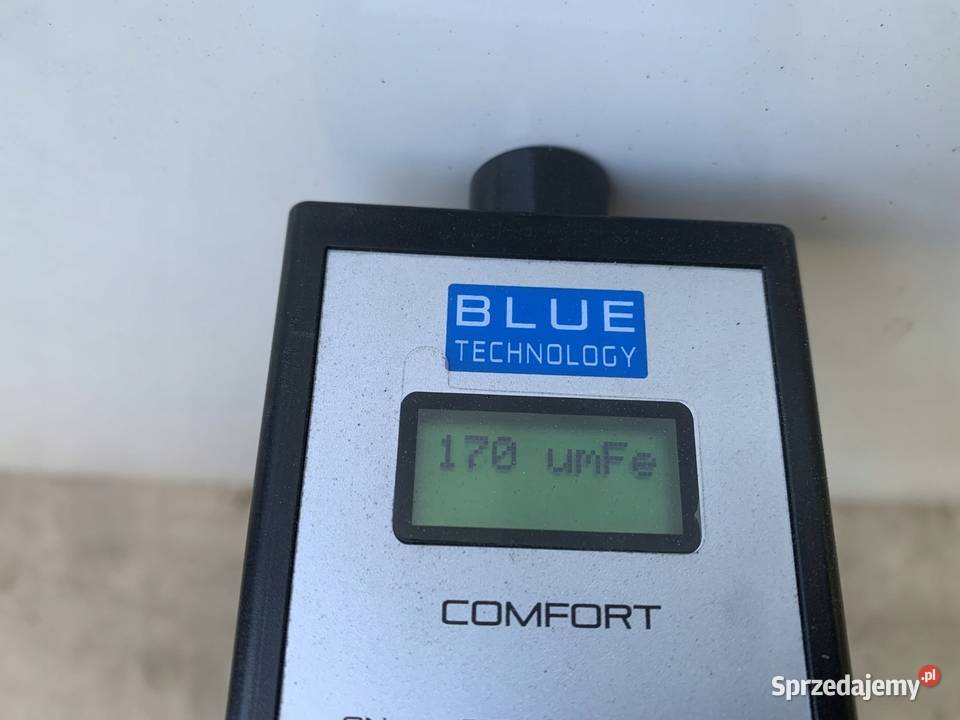 BLUE
TECHNOLOGY
170 umFe
COMFORT
Sprzedajemy.pl